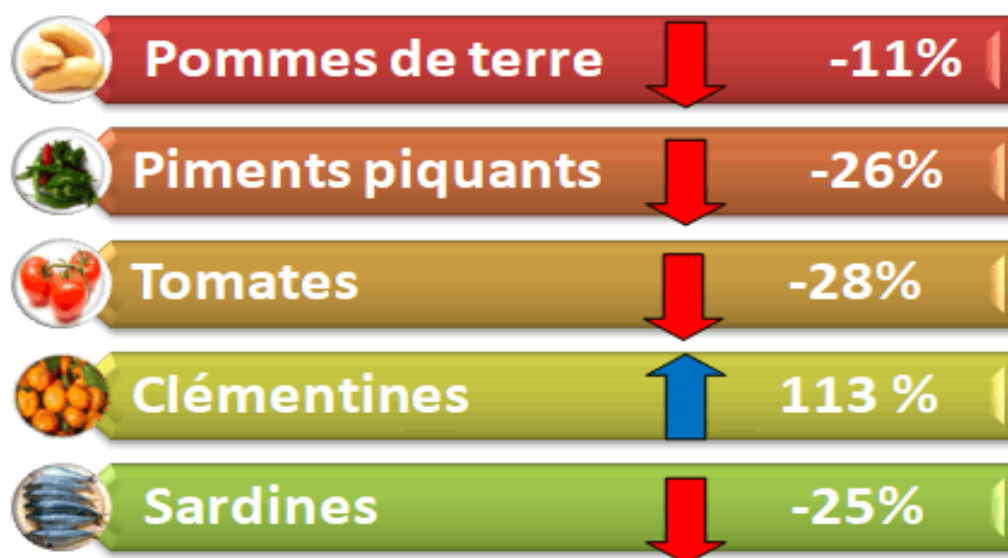 Pommes de terre -11%
Piments piquants -26%
Tomates -28%
Clémentines 113 %
Sardines -25%